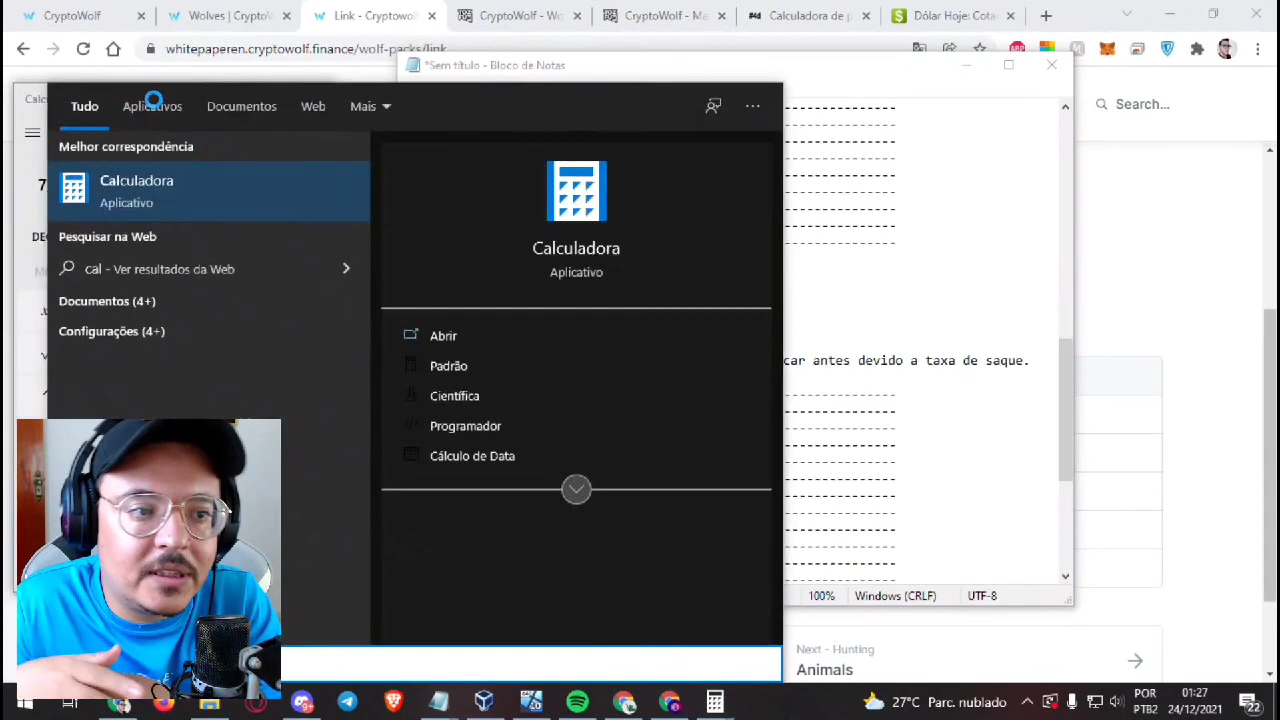 CryptoWolf
Wolves | CryptoW
Link - Cryptowolf
CryptoWolf - Wo
CryptoWolf - Ma
Calculadora de p
Dólar Hoje: Cota
whitepaperen.cryptowolf.finance/wolf-packs/link
*Sem título - Bloco de Notas
Search...
Calc
Tudo
Aplicativos
Documentos
Web
Mais
Melhor correspondência
Calculadora
Aplicativo
Pesquisar na Web
cal - Ver resultados da Web
Documentos (4+)
Configurações (4+)
Calculadora
Aplicativo
Abrir
Padrão
Científica
Programador
Cálculo de Data
car antes devido a taxa de saque.
100%
Windows (CRLF)
UTF-8
Next - Hunting
Animals
27°C
Parc. nublado
POR
PTB2
01:27
24/12/2021
22